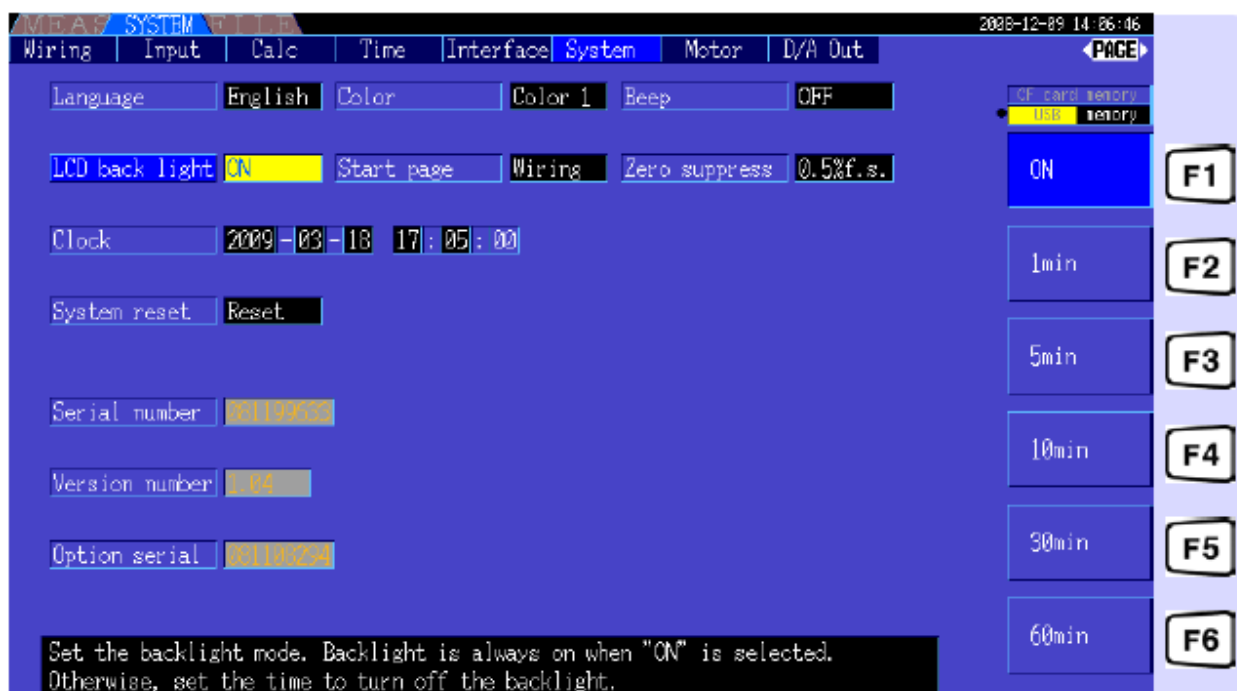 MEAS SYSTEM FILE 2008-12-09 14:06:46
Wiring Input Calc Time Interface System Motor D/A Out PAGE
Language English Color Color 1 Beep OFF
CF card memory
USB memory
LCD back light ON Start page Wiring Zero suppress 0.5%f.s.
ON F1
Clock 2009-03-18 17:05:00
1min F2
System reset Reset
5min F3
Serial number 081199533
10min F4
Version number 1.04
Option serial 081108294
30min F5
60min F6
Set the backlight mode. Backlight is always on when "ON" is selected.
Otherwise, set the time to turn off the backlight.